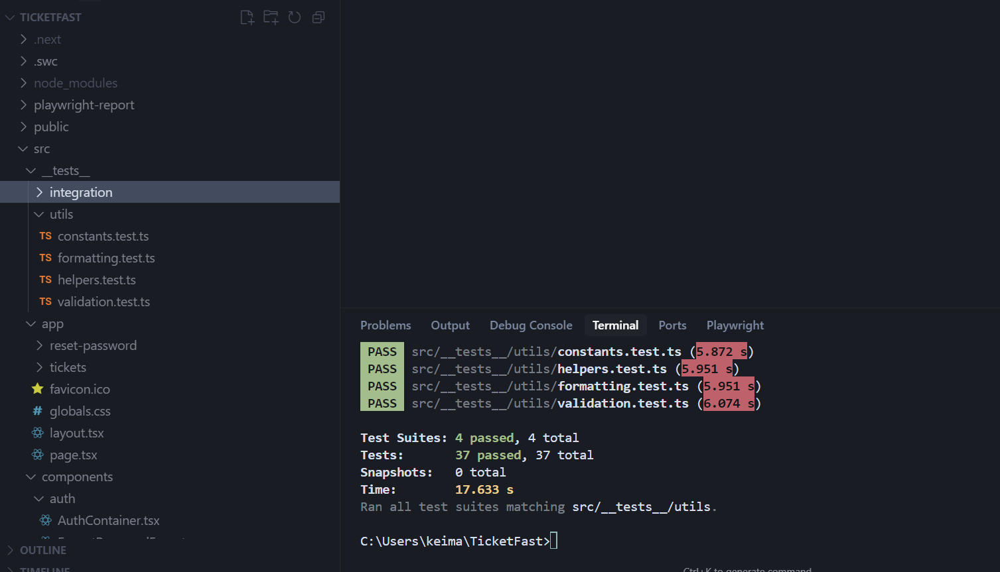 TICKETFAST
.next
.swc
node_modules
playwright-report
public
src
__tests__
integration
utils
TS constants.test.ts
TS formatting.test.ts
TS helpers.test.ts
TS validation.test.ts
app
reset-password
tickets
favicon.ico
# globals.css
layout.tsx
page.tsx
components
auth
AuthContainer.tsx
OUTLINE
TIMELINE
Problems Output Debug Console Terminal Ports Playwright
PASS src/__tests__/utils/constants.test.ts (5.872 s)
PASS src/__tests__/utils/helpers.test.ts (5.951 s)
PASS src/__tests__/utils/formatting.test.ts (5.951 s)
PASS src/__tests__/utils/validation.test.ts (6.074 s)
Test Suites: 4 passed, 4 total
Tests: 37 passed, 37 total
Snapshots: 0 total
Time: 17.633 s
Ran all test suites matching src/__tests__/utils.
C:\Users\keima\TicketFast>
Ctrl+K to generate command